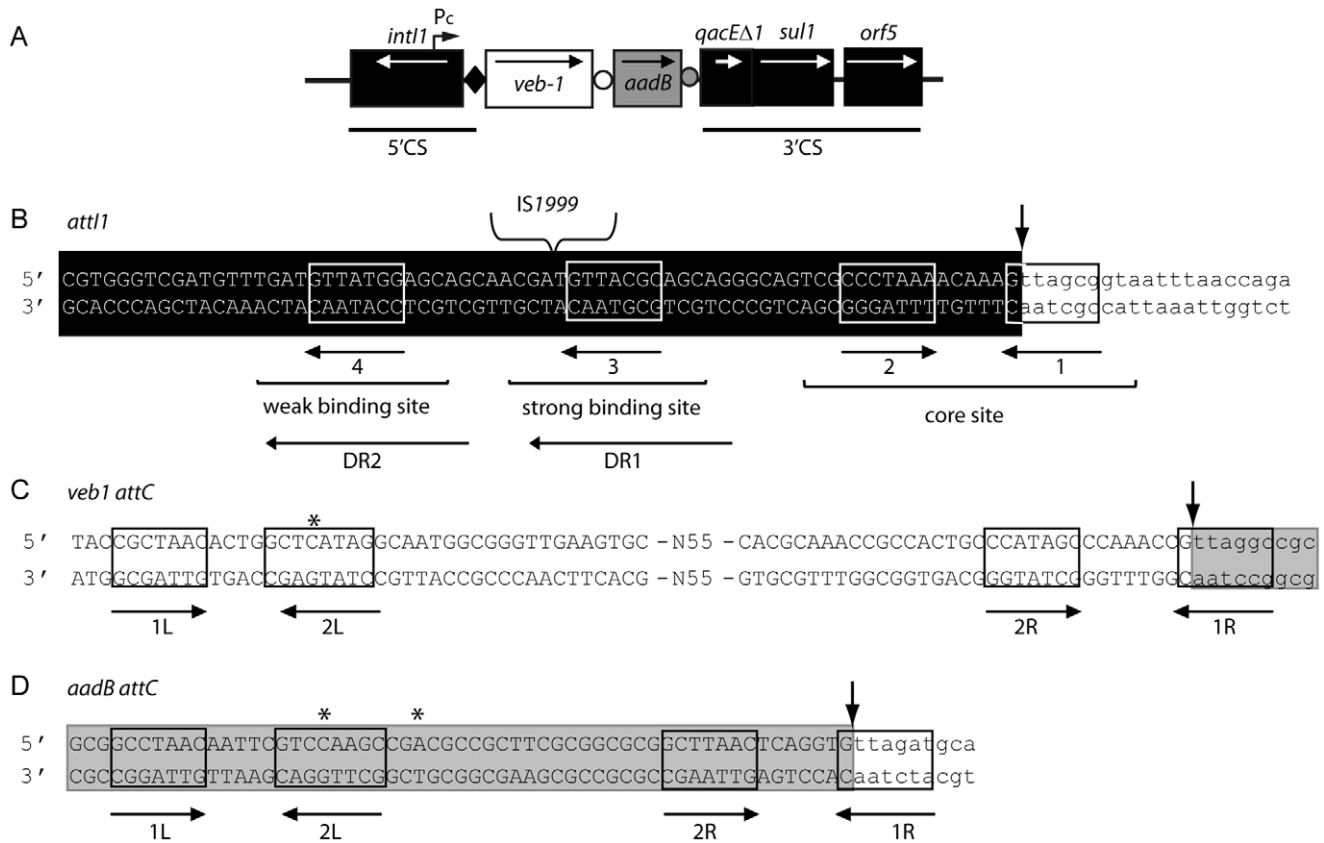 A
Pc
intI1
veb-1
aadB
qacEΔ1
sul1
orf5
5'CS
3'CS
B
attI1
IS1999
5' CGTGGGTCGATGTTTGATGTTATGGAGCAGCAACGATGTTACGCAGCAGGGCAGTCGCCCTAAAACAAAGttagcggtaatttaaccaga
3' GCACCCAGCTACAAACTACAATACCTCGTCGTTGCTACAATGCGTCGTCCCGTCAGCGGGATTTTGTTTCaatcgccattaaattggtct
4
3
2
1
weak binding site
strong binding site
core site
DR2
DR1
C
veb1 attC
*
5' TACCGCTAACACTGGCTCATAGGCAATGGCGGGTTGAAGTGC -N55 - CACGCAAACCGCCACTGCCCATAGCCCAAACCGttaggccgc
3' ATGGCGATTGTGACCGAGTATCCGTTACCGCCCAACTTCACG -N55 - GTGCGTTTGGCGGTGACGGGTATCGGGTTTGGCaatccggcg
1L
2L
2R
1R
D
aadB attC
* *
5' GCGGCCTAACAATTCGTCCAAGCCGACGCCGCTTCGCGGCGCGGCTTAACTCAGGTGttagatgca
3' CGCCGGATTGTTAAGCAGGTTCGGCTGCGGCGAAGCGCCGCGCCGAATTGAGTCCACaatctacgt
1L
2L
2R
1R